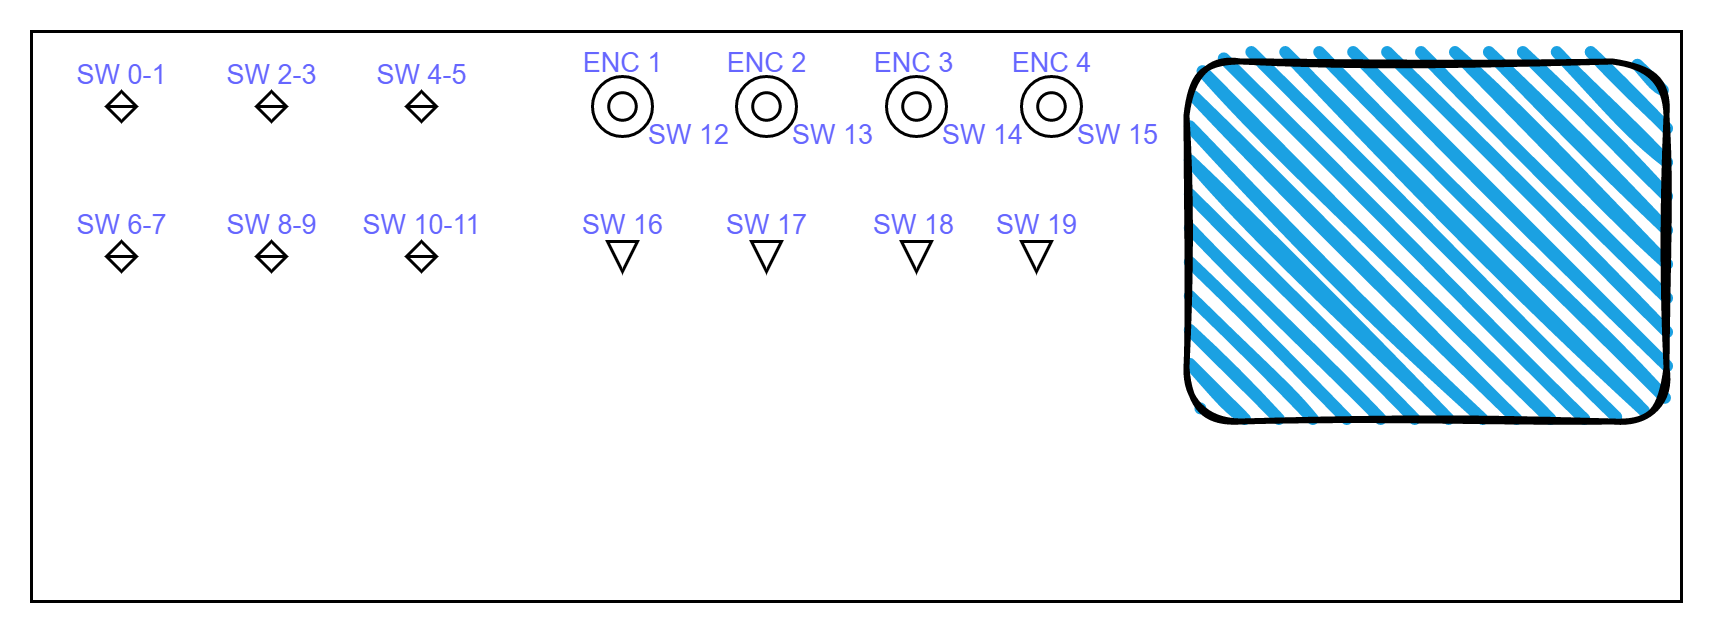 ENC 1
ENC 2
ENC 3
ENC 4
SW 0-1
SW 2-3
SW 4-5
SW 12
SW 13
SW 14
SW 15
SW 6-7
SW 8-9
SW 10-11
SW 16
SW 17
SW 18
SW 19